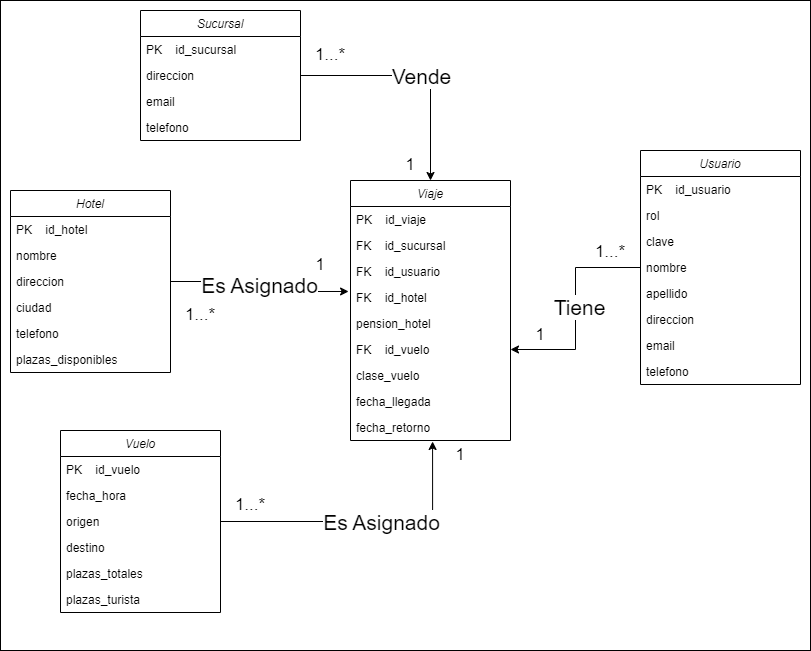 Sucursal
PK id_sucursal
direccion
email
telefono
1...*
Vende
1
Hotel
PK id_hotel
nombre
direccion
ciudad
telefono
plazas_disponibles
Es Asignado
1
1...*
Viaje
PK id_viaje
FK id_sucursal
FK id_usuario
FK id_hotel
pension_hotel
FK id_vuelo
clase_vuelo
fecha_llegada
fecha_retorno
Usuario
PK id_usuario
rol
clave
nombre
apellido
direccion
email
telefono
1...*
Tiene
1
Vuelo
PK id_vuelo
fecha_hora
origen
destino
plazas_totales
plazas_turista
1...*
Es Asignado
1